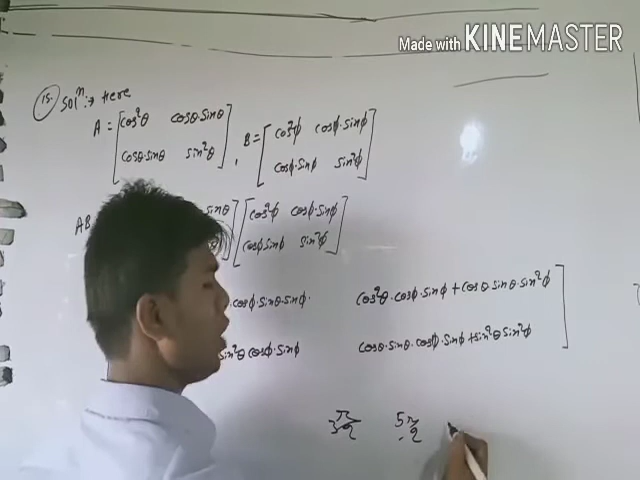 Made with KINEMASTER
15. Solⁿ:→ Here
A = [cos²θ cosθ·sinθ] , B = [cos²ϕ cosϕ·sinϕ]
[cosθ·sinθ sin²θ] [cosϕ·sinϕ sin²ϕ]
AB sinθ] [cos²ϕ cosϕ·sinϕ]
[cosϕ·sinϕ sin²ϕ]
cosϕ·sinθ·sinϕ· cos²θ·cosϕ·sinϕ + cosθ·sinθ·sin²ϕ]
sin²θ cosϕ·sinϕ cosθ·sinθ·cosϕ·sinϕ + sin²θ sin²ϕ]
5π/2